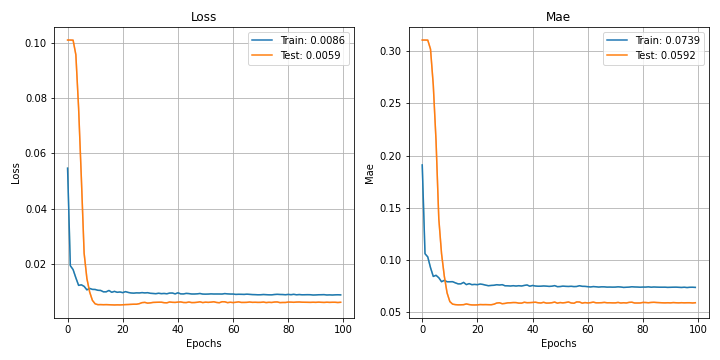 Loss
Train: 0.0086
Test: 0.0059
0.10
0.08
0.06
0.04
0.02
Loss
0 20 40 60 80 100
Epochs
Mae
Train: 0.0739
Test: 0.0592
0.30
0.25
0.20
0.15
0.10
0.05
Mae
0 20 40 60 80 100
Epochs